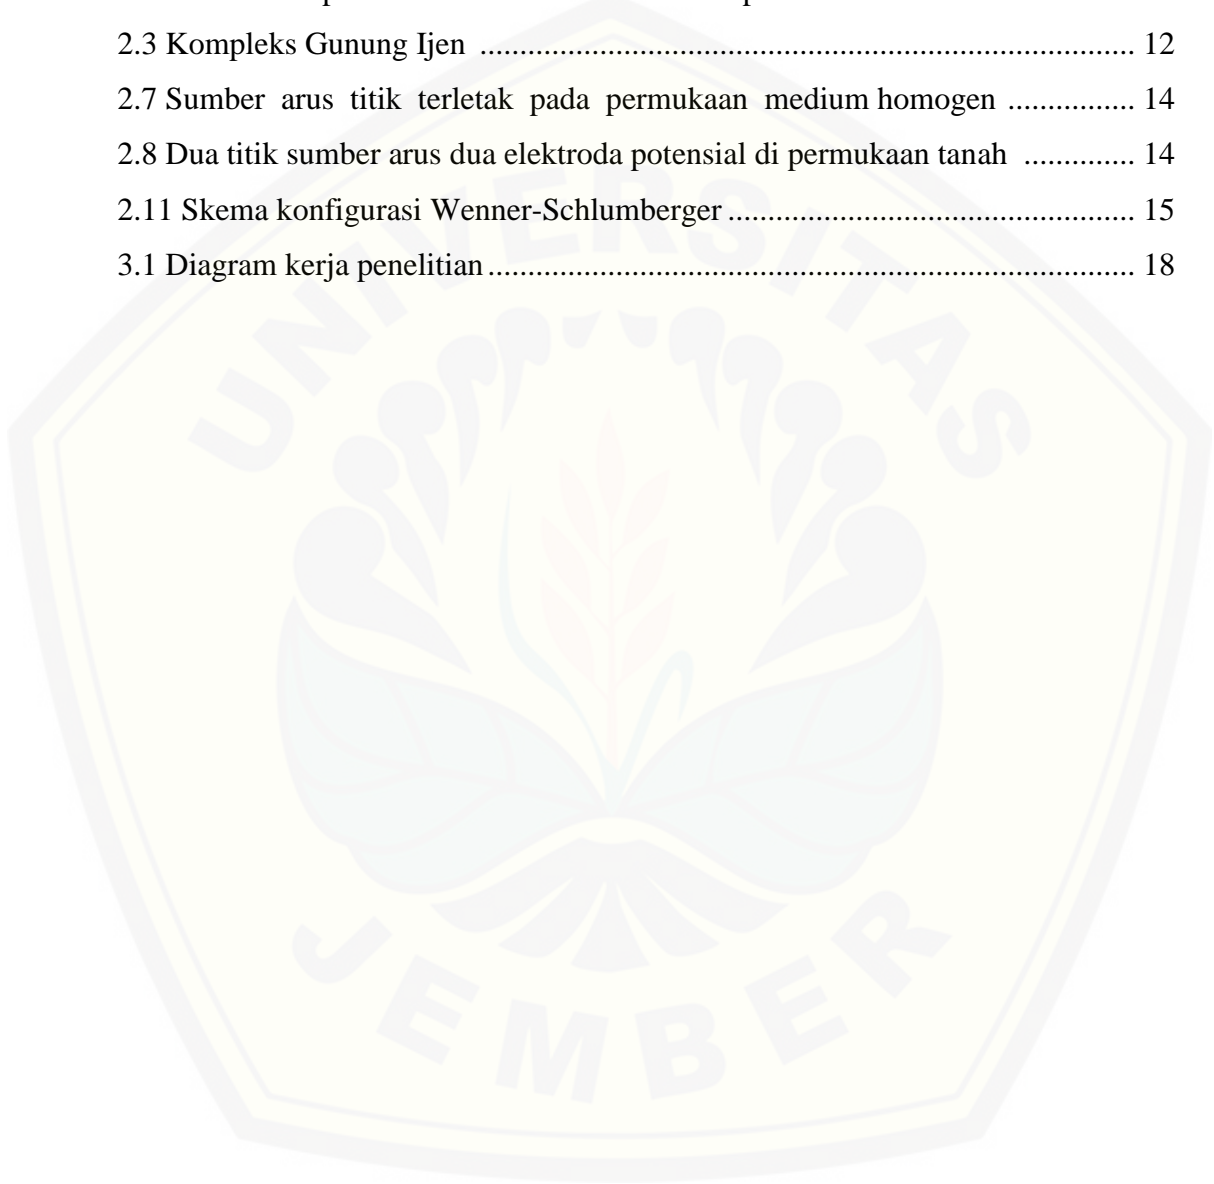 2.3 Kompleks Gunung Ijen ................................................................................. 12
2.7 Sumber arus titik terletak pada permukaan medium homogen ................ 14
2.8 Dua titik sumber arus dua elektroda potensial di permukaan tanah .............. 14
2.11 Skema konfigurasi Wenner-Schlumberger ................................................... 15
3.1 Diagram kerja penelitian ................................................................................ 18
UNIVERSITAS
JEMBER